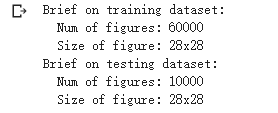 Brief on training dataset:
Num of figures: 60000
Size of figure: 28x28
Brief on testing dataset:
Num of figures: 10000
Size of figure: 28x28